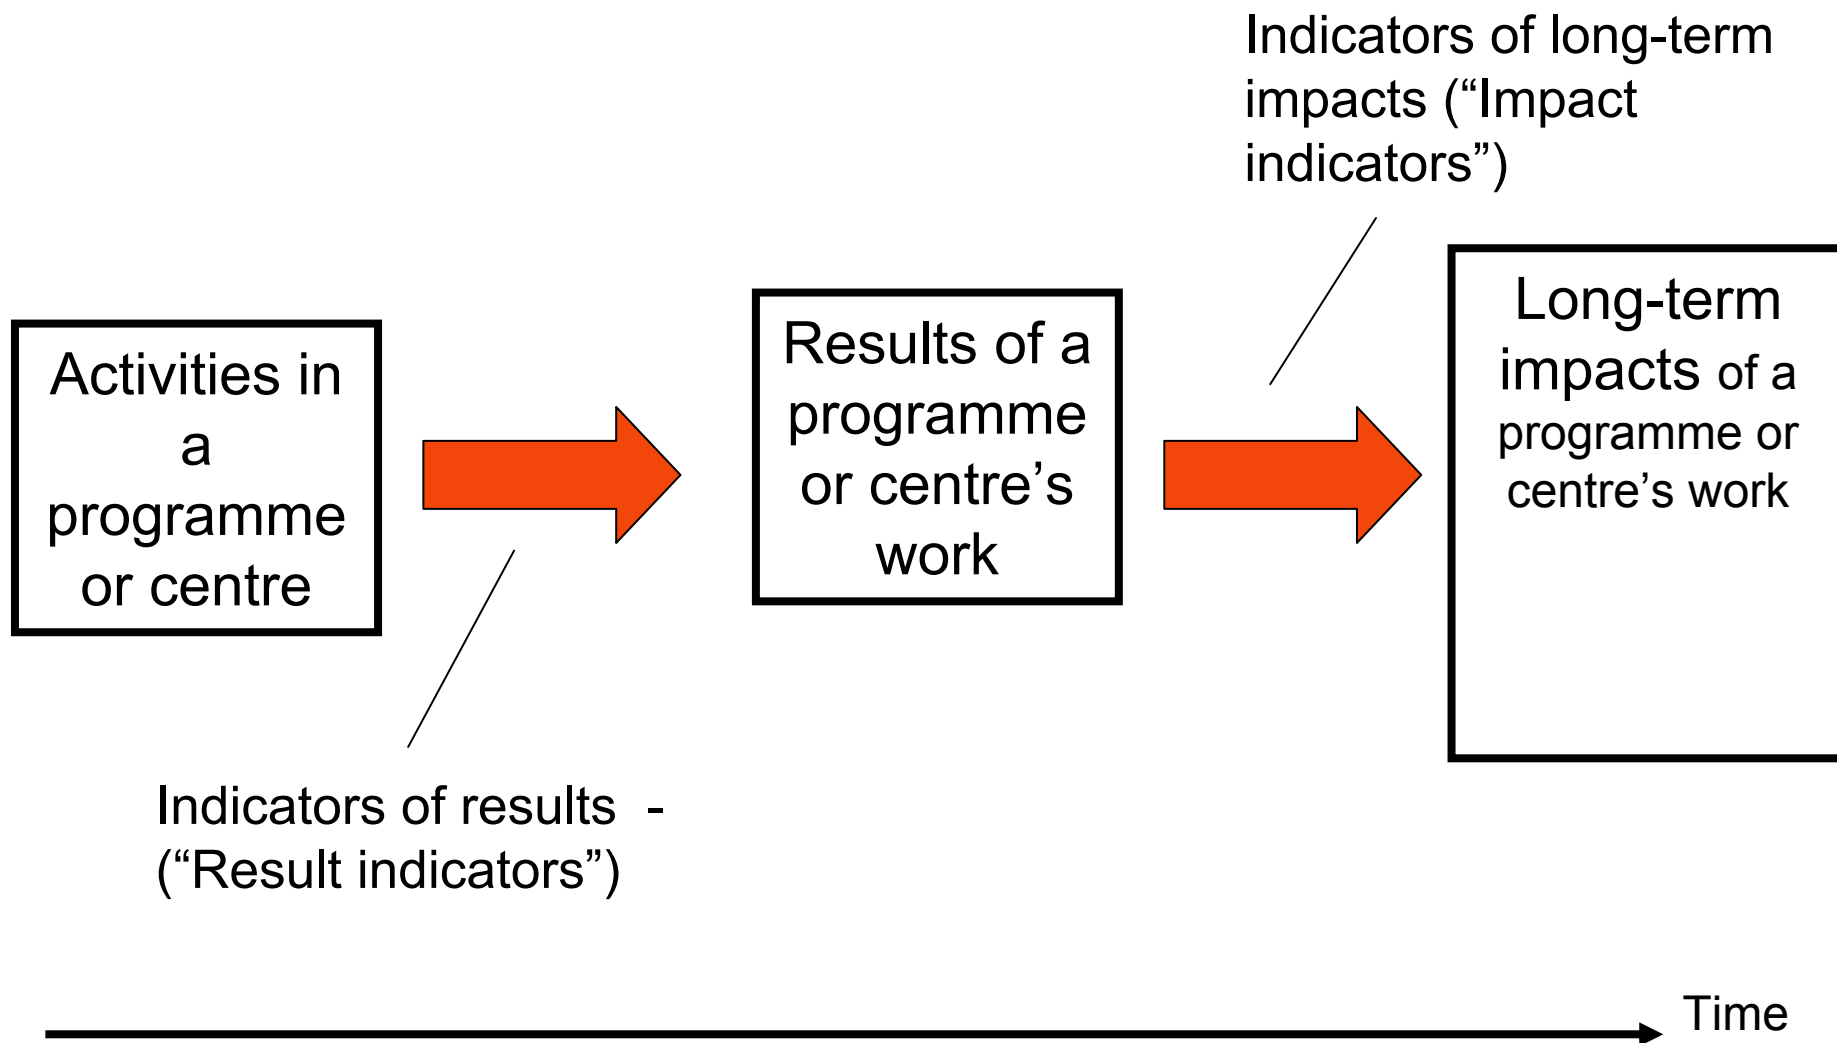 Indicators of long-term
impacts (“Impact
indicators”)
Activities in
a
programme
or centre
Results of a
programme
or centre’s
work
Long-term
impacts of a
programme or
centre’s work
Indicators of results  -
(“Result indicators”)
Time